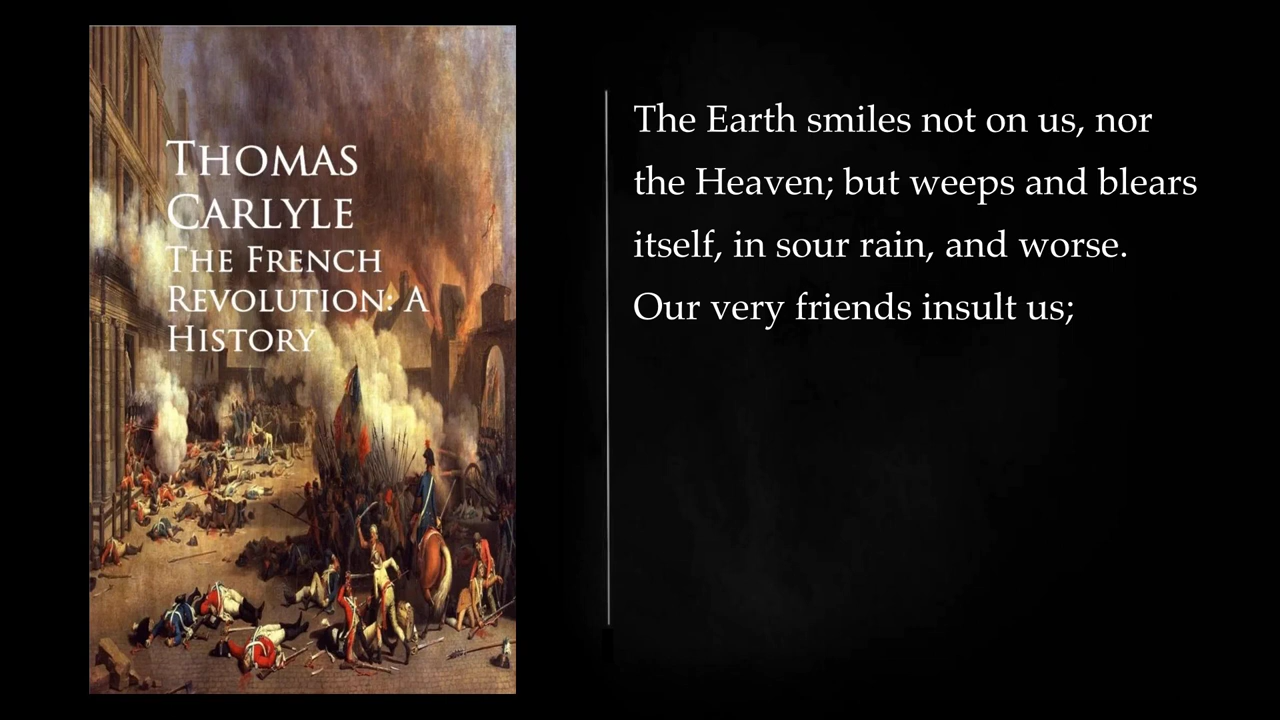 THOMAS
CARLYLE
THE FRENCH
REVOLUTION: A
HISTORY
The Earth smiles not on us, nor
the Heaven; but weeps and blears
itself, in sour rain, and worse.
Our very friends insult us;